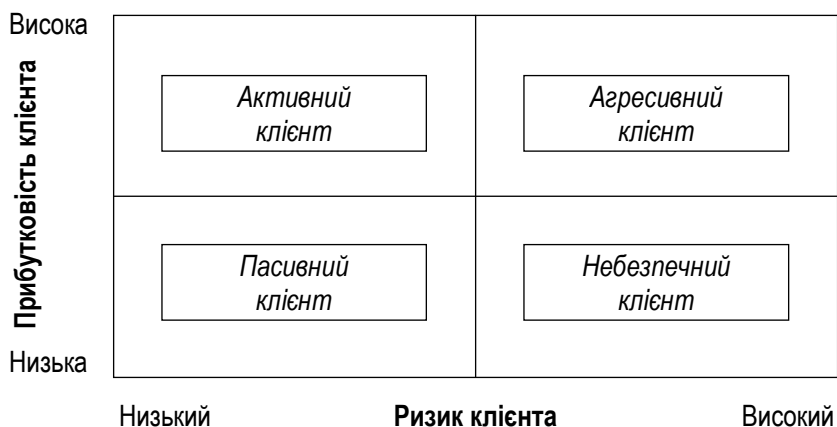 Висока
Прибутковість клієнта
Активний
клієнт
Агресивний
клієнт
Пасивний
клієнт
Небезпечний
клієнт
Низька
Низький
Ризик клієнта
Високий